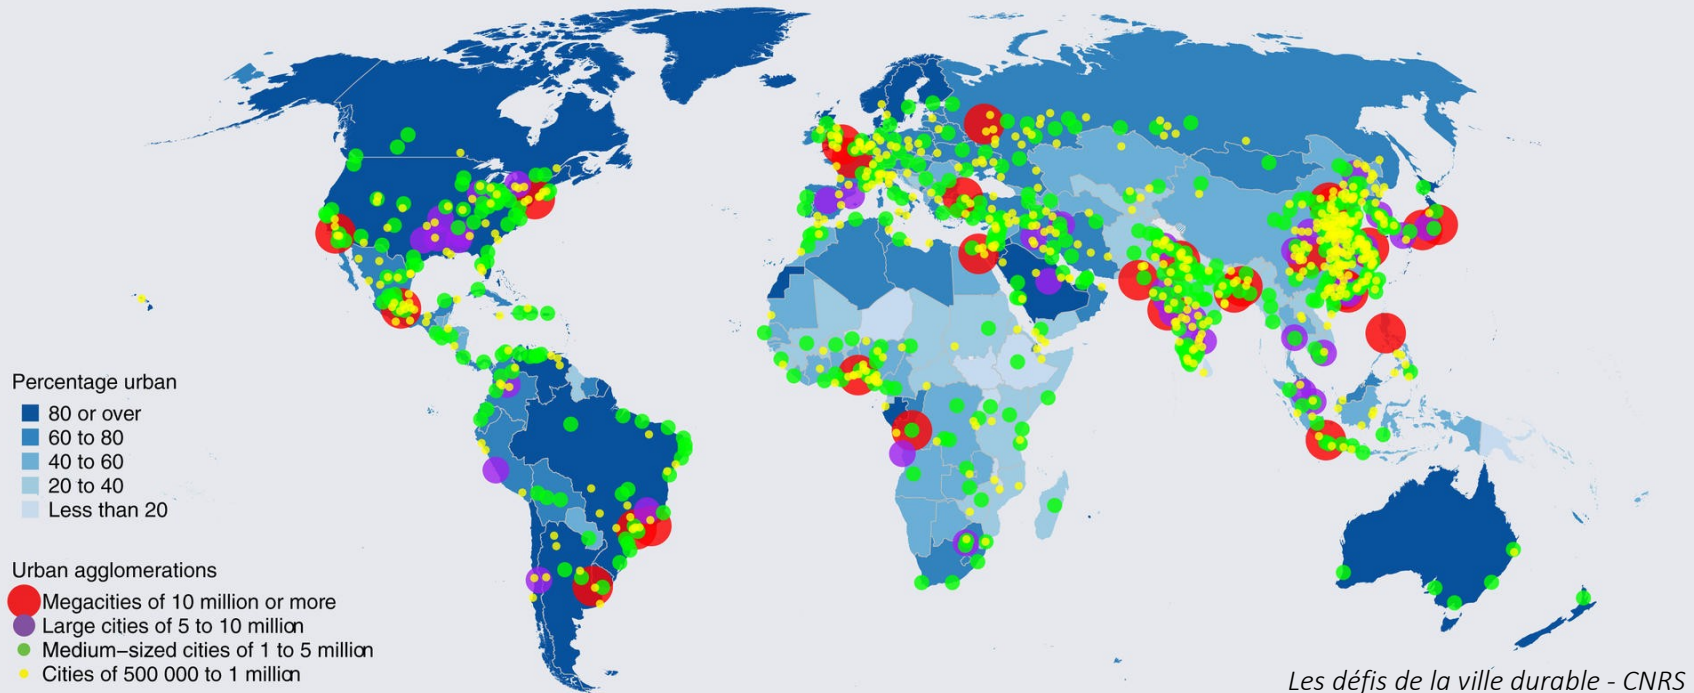 Percentage urban
80 or over
60 to 80
40 to 60
20 to 40
Less than 20
Urban agglomerations
Megacities of 10 million or more
Large cities of 5 to 10 million
Medium−sized cities of 1 to 5 million
Cities of 500 000 to 1 million
Les défis de la ville durable - CNRS